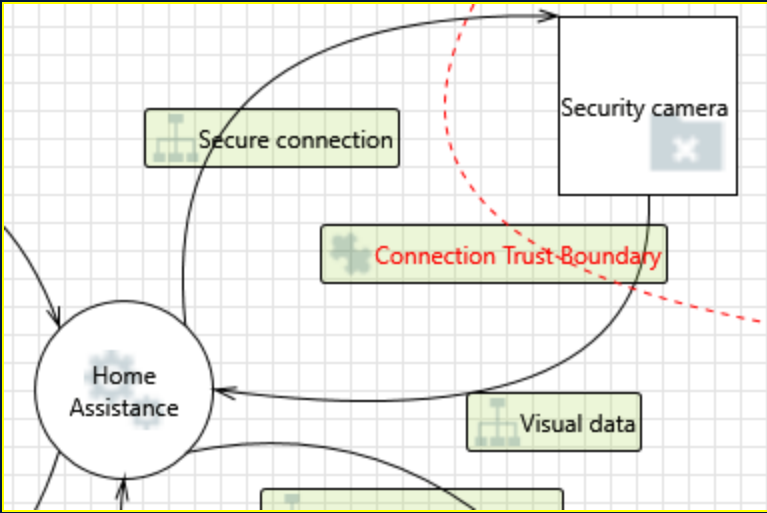 Security camera
Secure connection
Connection Trust Boundary
Home
Assistance
Visual data